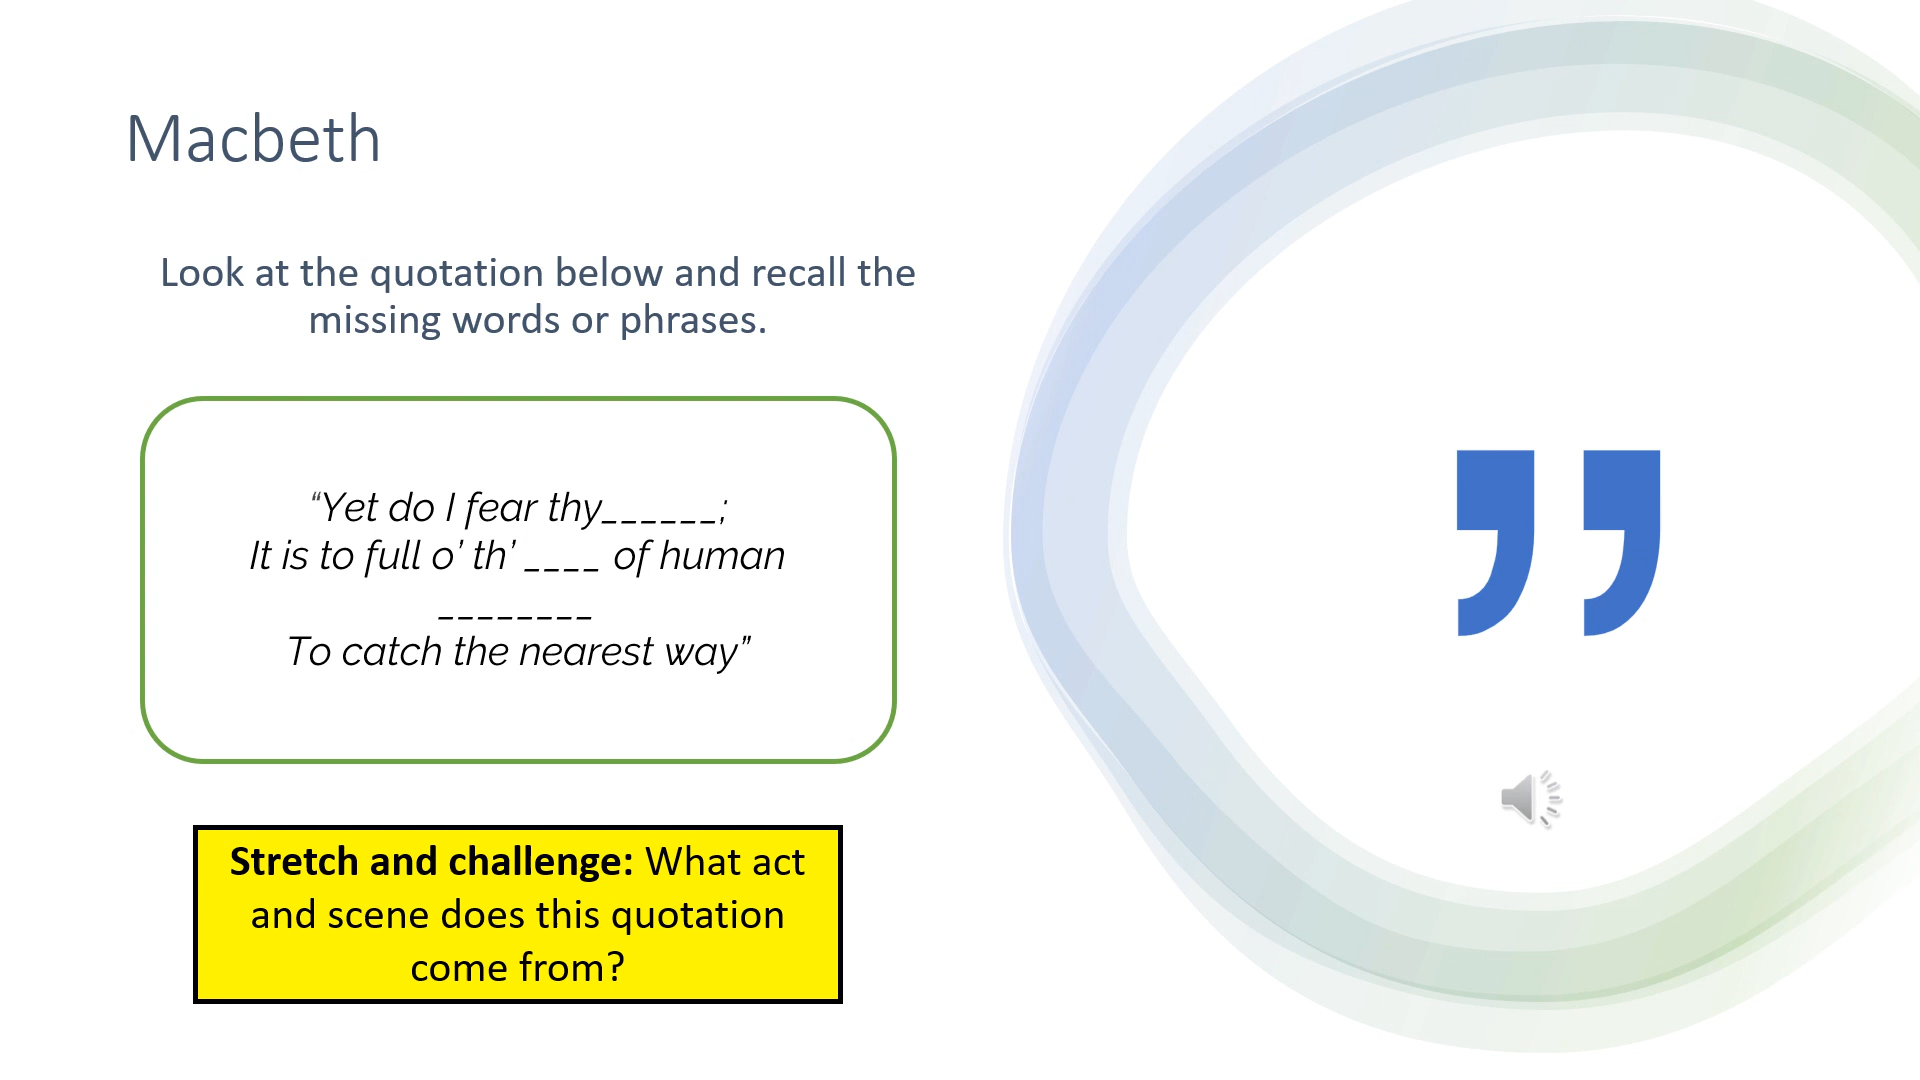 Macbeth
Look at the quotation below and recall the
missing words or phrases.
“Yet do I fear thy______;
It is to full o’ th’ ____ of human
________
To catch the nearest way”
Stretch and challenge: What act
and scene does this quotation
come from?